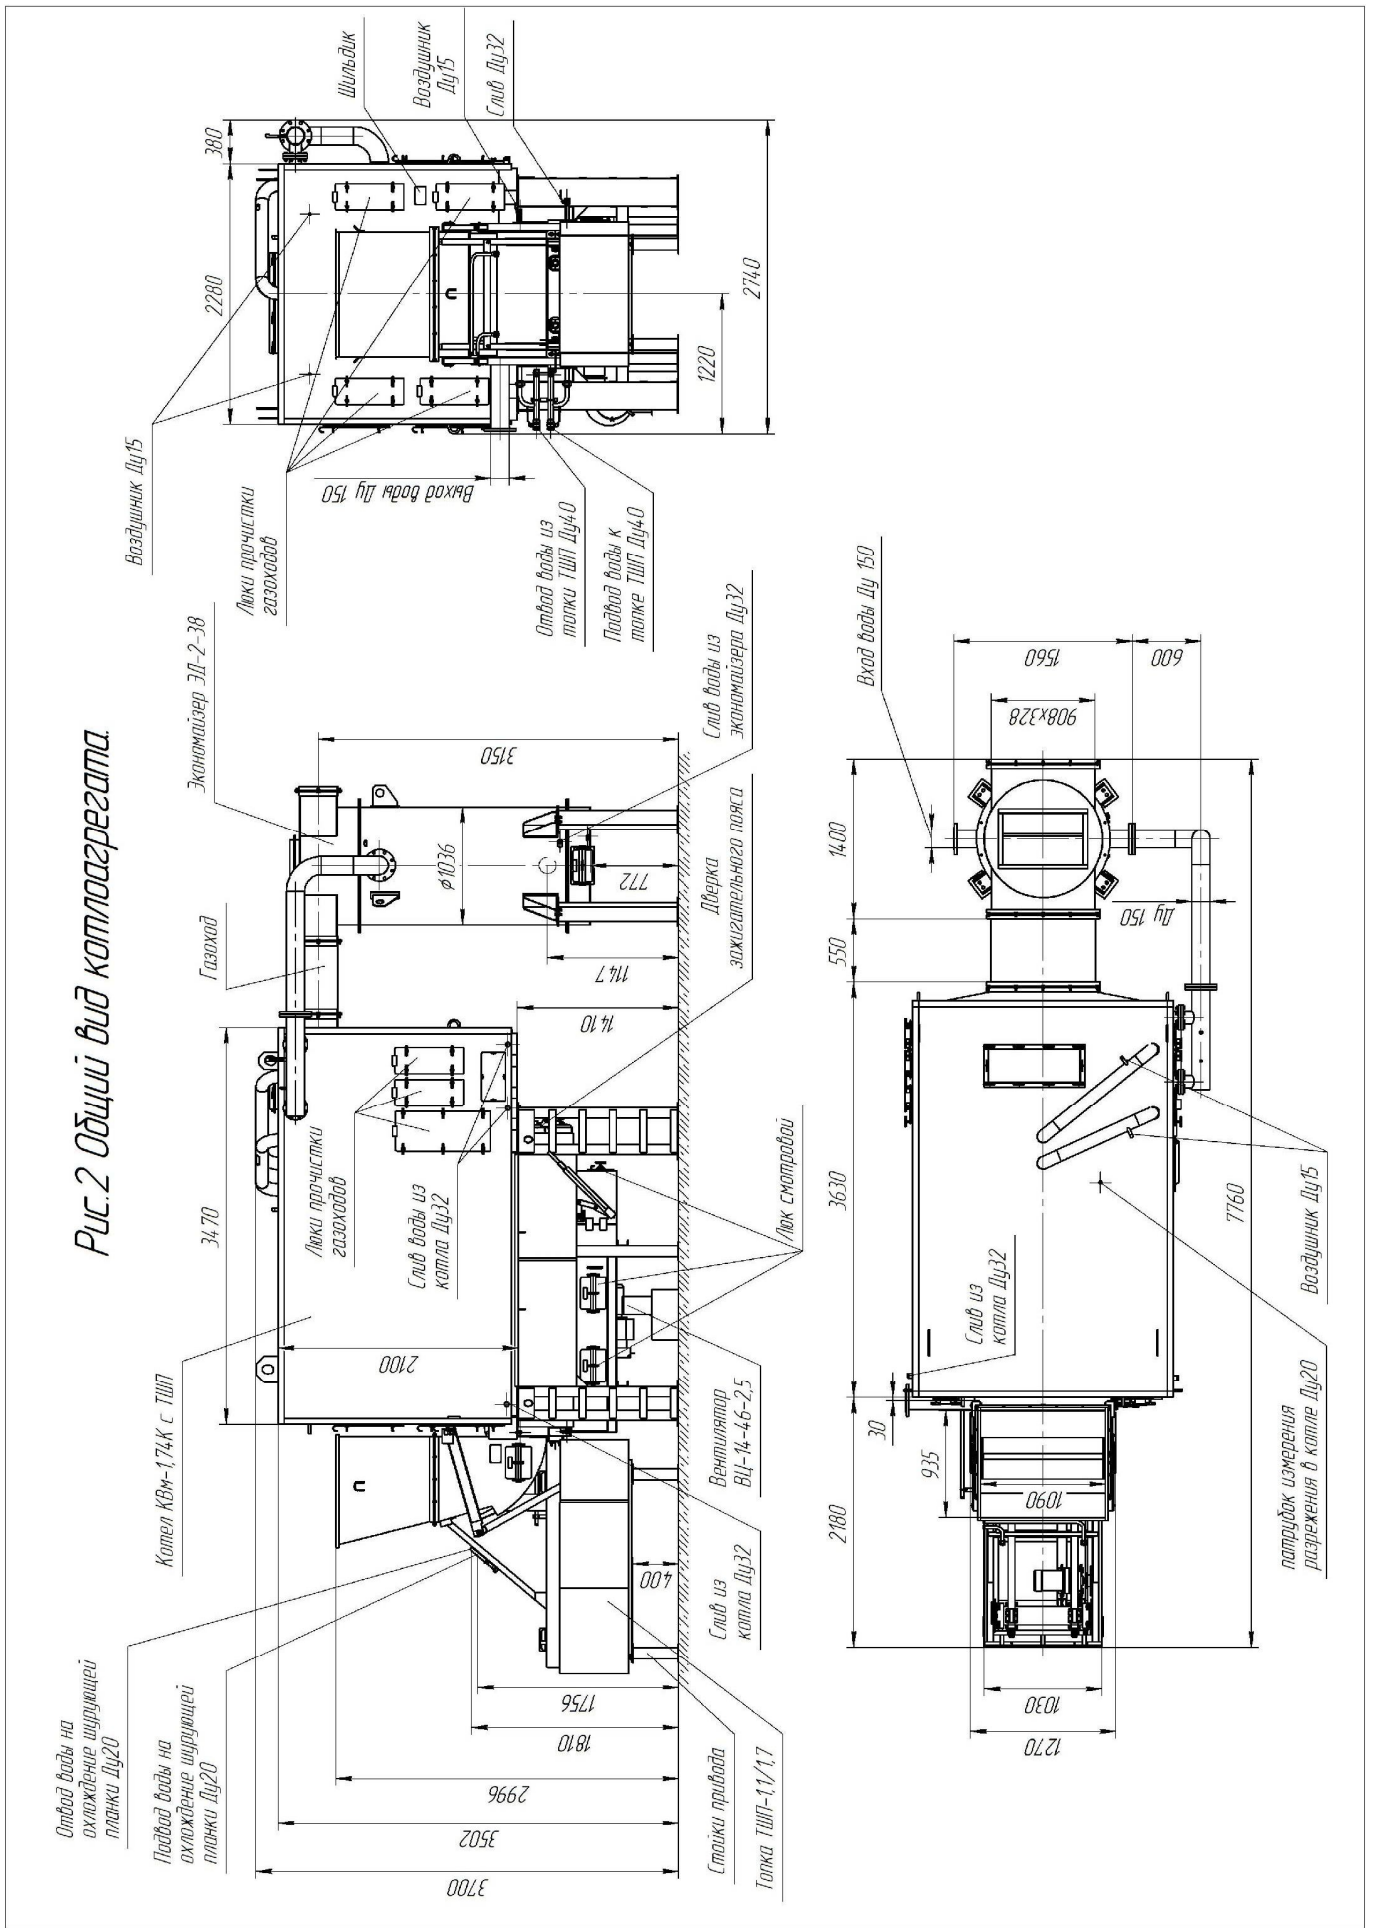 Рис.2 Общий вид котлоагрегата.
Отвод воды на
охлождение шурующей
планки Ду20
Подвод воды на
охлождение шурующей
планки Ду20
Котел КВм-1,74К с ТШП
3470
Газоход
Экономайзер ЭД-2-38
Люки прочистки
газоходов
Слив воды из
котла Ду32
2100
3700
3502
2996
1810
1756
400
1410
1147
772
ϕ1036
3150
Слив воды из
экономайзера Ду32
Дверка
зажигательного пояса
Люк смотровой
Вентилятор
ВЦ-14-46-2,5
Слив из
котла Ду32
Стойки привода
Топка ТШП-1,1/1,7
Воздушник Ду15
Люки прочистки
газоходов
2280
380
Шильдик
Воздушник
Ду15
Слив Ду32
Выход воды Ду 150
Отвод воды из
топки ТШП Ду40
Подвод воды к
топке ТШП Ду40
1220
2740
2180
935
30
3630
550
1400
Вход воды Ду 150
1560
600
908х328
Ду 150
Слив из
котла Ду32
1090
1030
1270
7760
Воздушник Ду15
патрубок измерения
разрежения в котле Ду20